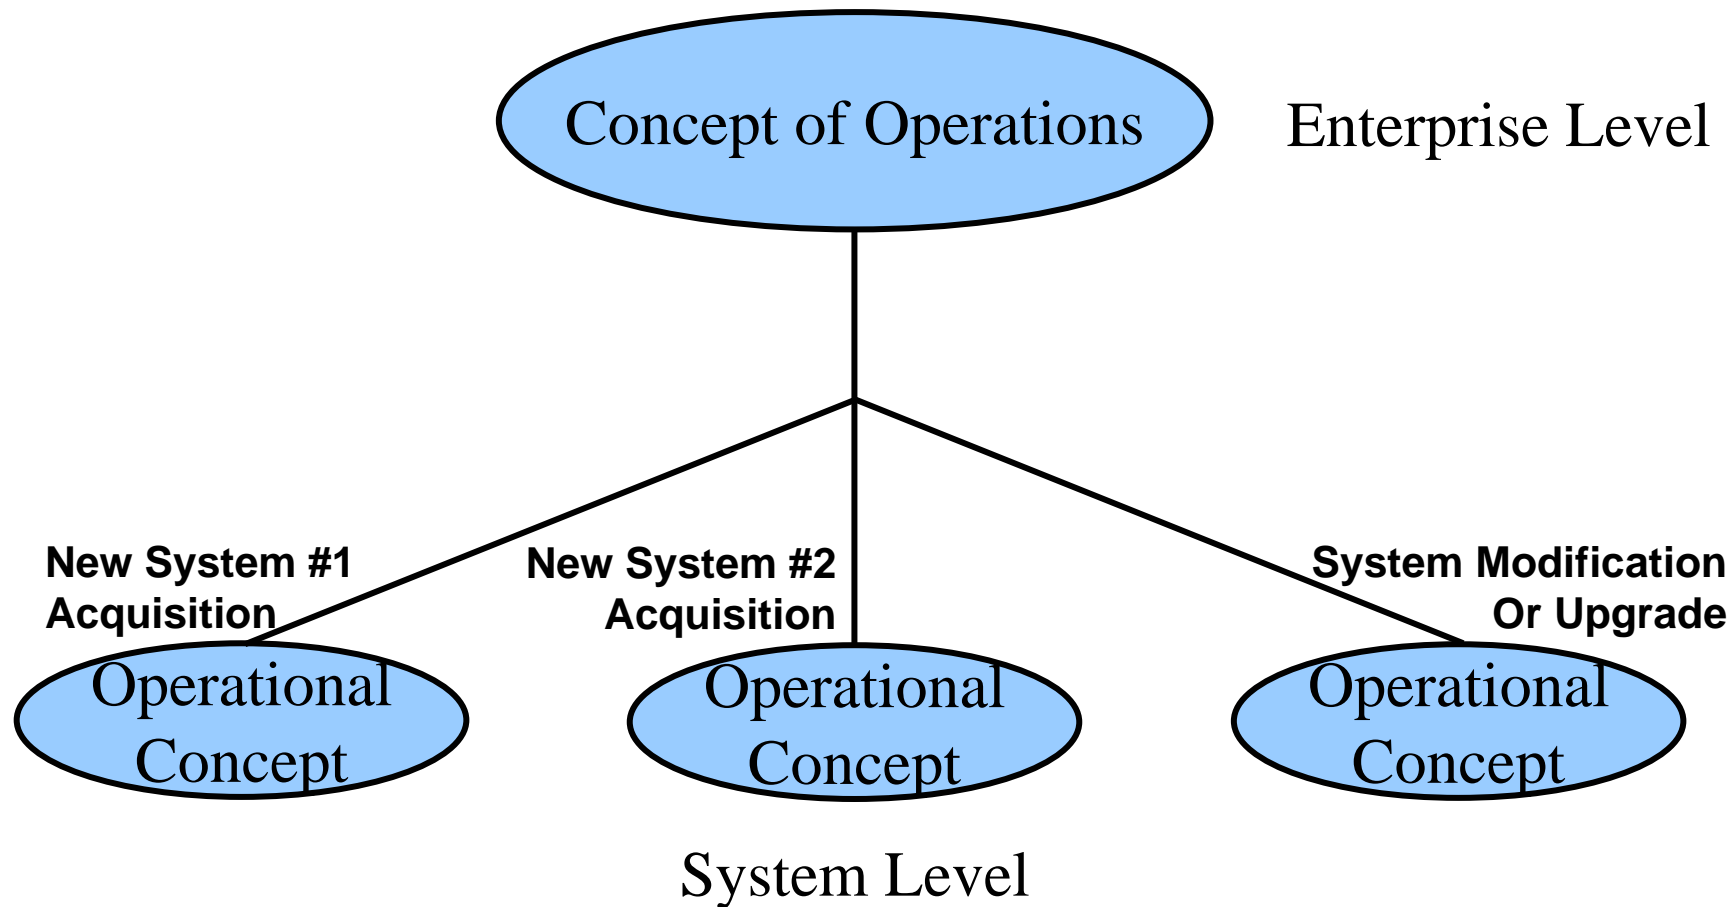 Concept of Operations
Enterprise Level
New System #1
Acquisition
Operational
Concept
New System #2
Acquisition
Operational
Concept
System Modification
Or Upgrade
Operational
Concept
System Level